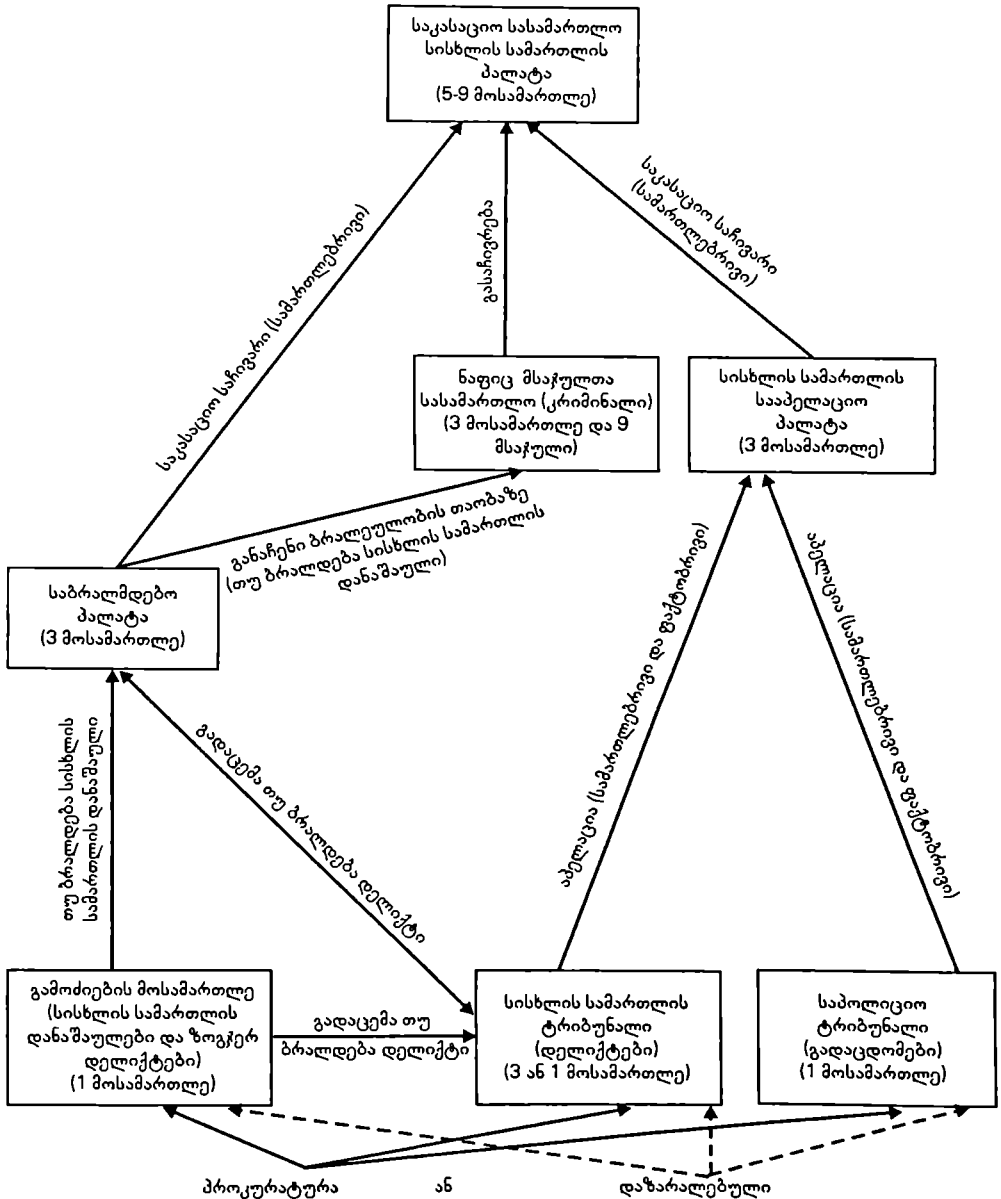 საკასაციო სასამართლო
სისხლის სამართლის
პალატა
(5-9 მოსამართლე)
საკასაციო საჩივარი (სამართლებრივი)
გასაჩივრება
საკასაციო საჩივარი
(სამართლებრივი)
ნაფიც მსაჯულთა
სასამართლო (კრიმინალი)
(3 მოსამართლე და 9
მსაჯული)
სისხლის სამართლის
სააპელაციო
პალატა
(3 მოსამართლე)
განაჩენი ბრალეულობის თაობაზე
(თუ ბრალდება სისხლის სამართლის
დანაშაული)
საბრალმდებო
პალატა
(3 მოსამართლე)
თუ ბრალდება სისხლის
სამართლის დანაშაული
გადაცემა თუ ბრალდება დელიქტი
აპელაცია (სამართლებრივი და ფაქტობრივი)
აპელაცია (სამართლებრივი და ფაქტობრივი)
გამოძიების მოსამართლე
(სისხლის სამართლის
დანაშაულები და ზოგჯერ
დელიქტები)
(1 მოსამართლე)
გადაცემა თუ
ბრალდება დელიქტი
სისხლის სამართლის
ტრიბუნალი
(დელიქტები)
(3 ან 1 მოსამართლე)
საპოლიციო
ტრიბუნალი
(გადაცდომები)
(1 მოსამართლე)
პროკურატურა ან დაზარალებული